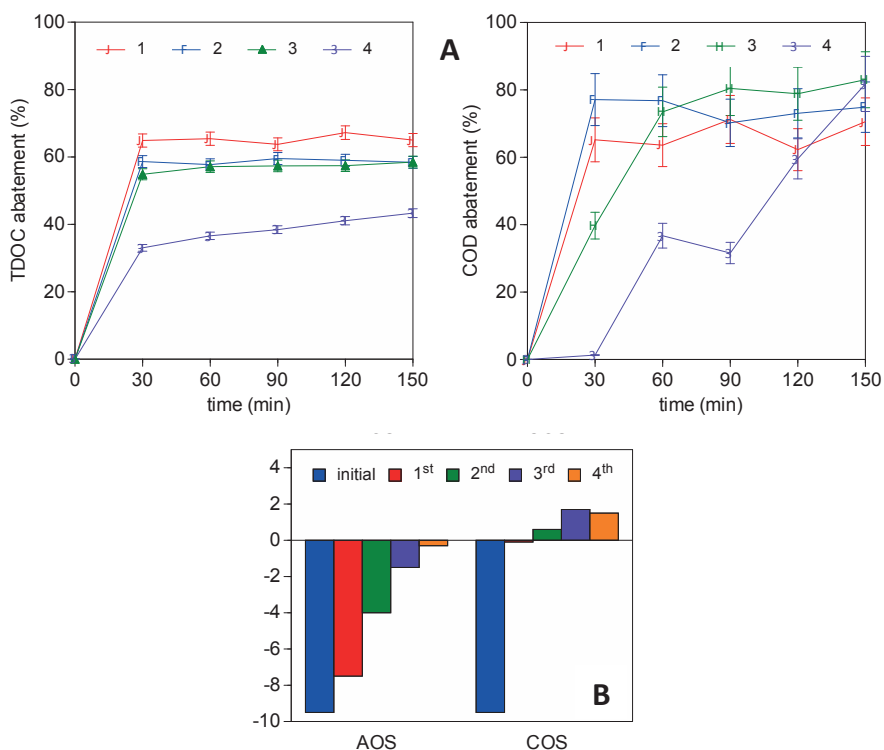 100
80
60
40
20
0
TDOC abatement (%)
1 2 3 4
A
0 30 60 90 120 150
time (min)
100
80
60
40
20
0
COD abatement (%)
1 2 3 4
0 30 60 90 120 150
time (min)
4
2
0
-2
-4
-6
-8
-10
initial 1st 2nd 3rd 4th
B
AOS COS